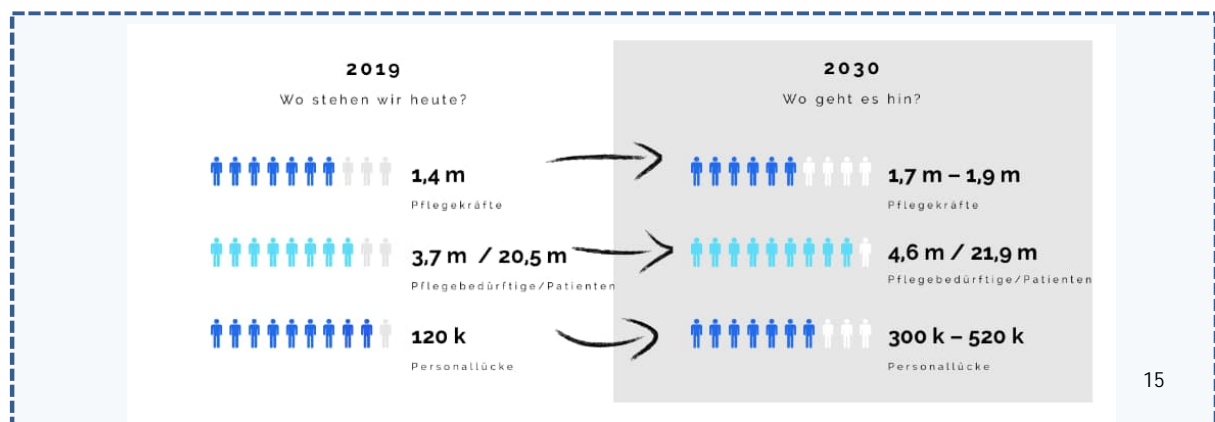 2019
Wo stehen wir heute?
1,4 m
Pflegekräfte
3,7 m / 20,5 m
Pflegebedürftige/Patienten
120 k
Personallücke
2030
Wo geht es hin?
1,7 m – 1,9 m
Pflegekräfte
4,6 m / 21,9 m
Pflegebedürftige/Patienten
300 k – 520 k
Personallücke
15